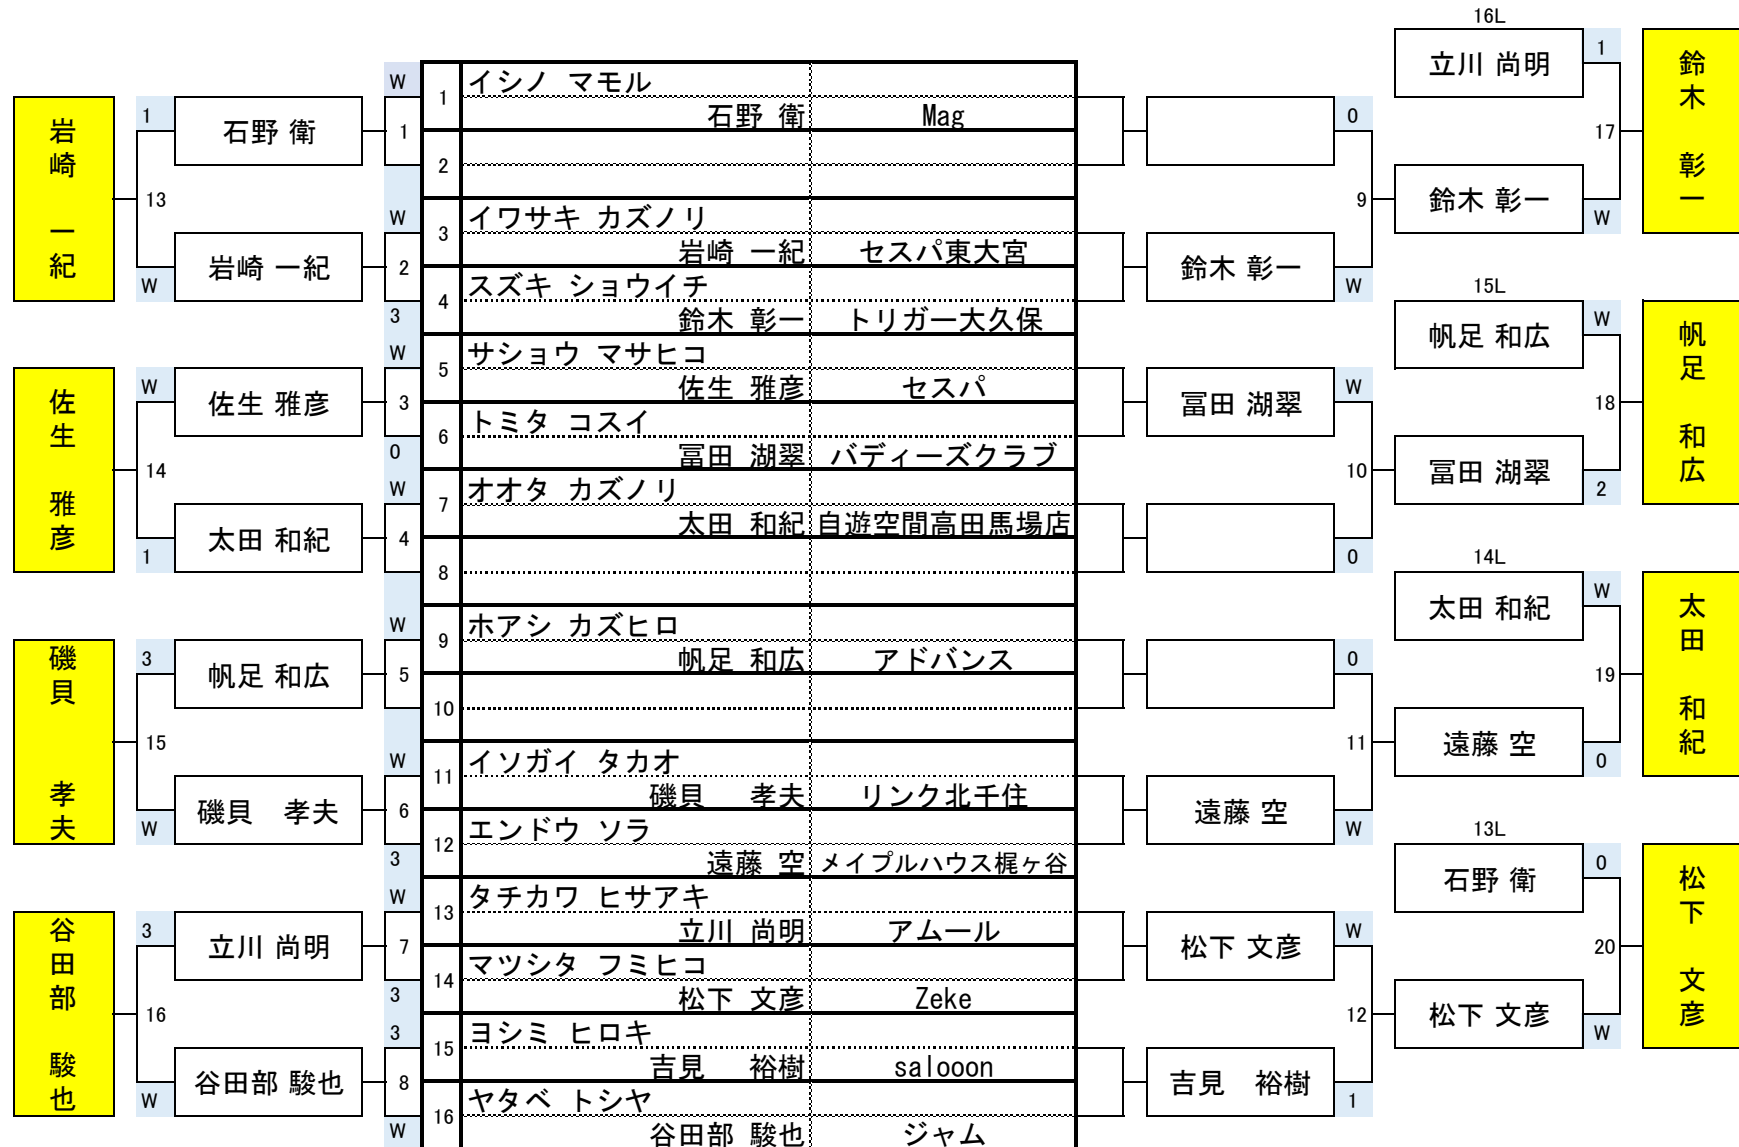 16L
立川 尚明 1
鈴木 彰一
17
鈴木 彰一 W
W
1 イシノ マモル
石野 衛 Mag
1
2
岩崎 一紀
1 石野 衛
13
W 岩崎 一紀
0
9
鈴木 彰一 W
W
3 イワサキ カズノリ
岩崎 一紀 セスパ東大宮
2
4 スズキ ショウイチ
3 鈴木 彰一 トリガー大久保
15L
帆足 和広 W
帆足 和広
18
冨田 湖翠 2
W
5 サショウ マサヒコ
佐生 雅彦 セスパ
3
6 トミタ コスイ
0 冨田 湖翠 バディーズクラブ
佐生 雅彦
W 佐生 雅彦
14
1 太田 和紀
冨田 湖翠 W
10
0
W
7 オオタ カズノリ
太田 和紀 自遊空間高田馬場店
4
8
14L
太田 和紀 W
太田 和紀
19
遠藤 空 0
W
9 ホアシ カズヒロ
帆足 和広 アドバンス
5
10
磯貝 孝夫
3 帆足 和広
15
W 磯貝 孝夫
0
11
遠藤 空 W
W
11 イソガイ タカオ
磯貝 孝夫 リンク北千住
6
12 エンドウ ソラ
3 遠藤 空 メイプルハウス梶ヶ谷
13L
石野 衛 0
松下 文彦
20
松下 文彦 W
W
13 タチカワ ヒサアキ
立川 尚明 アムール
7
14 マツシタ フミヒコ
3 松下 文彦 Zeke
谷田部 駿也
3 立川 尚明
16
W 谷田部 駿也
松下 文彦 W
12
吉見 裕樹 1
3
15 ヨシミ ヒロキ
吉見 裕樹 salooon
8
16 ヤタベ トシヤ
W 谷田部 駿也 ジャム